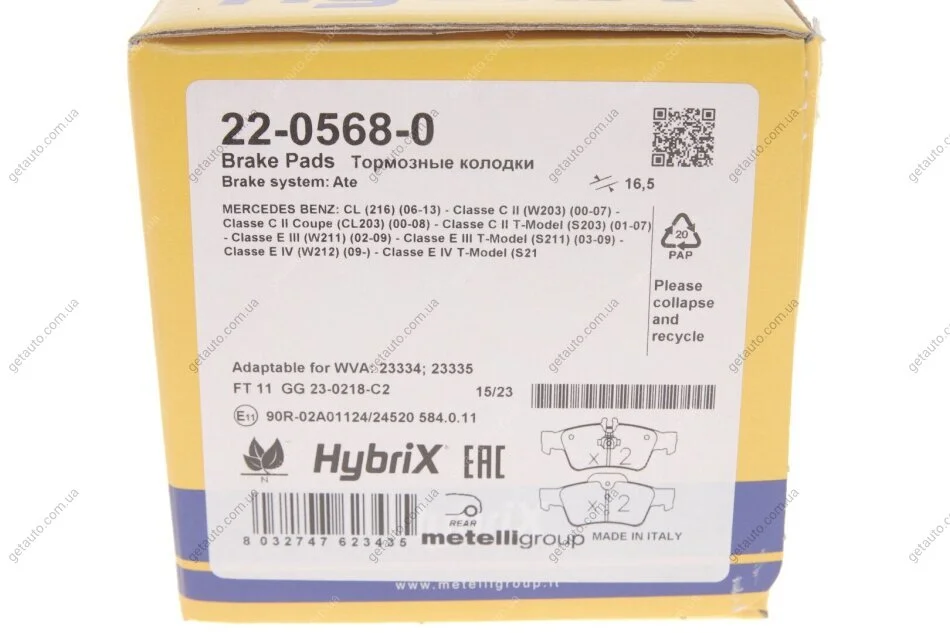 22-0568-0
Brake Pads Тормозные колодки
Brake system: Ate
16,5
MERCEDES BENZ: CL (216) (06-13) - Classe C II (W203) (00-07) -
Classe C II Coupe (CL203) (00-08) - Classe C II T-Model (S203) (01-07)
- Classe E III (W211) (02-09) - Classe E III T-Model (S211) (03-09) -
Classe E IV (W212) (09-) - Classe E IV T-Model (S21
20
PAP
Please
collapse
and
recycle
Adaptable for WVA: 23334; 23335
FT 11 GG 23-0218-C2
15/23
E11 90R-02A01124/24520 584.0.11
N
HybriX EAC
x 2
x 2
REAR
8 032747 623435
metelligroup MADE IN ITALY
www.metelligroup.it
getauto.com.ua